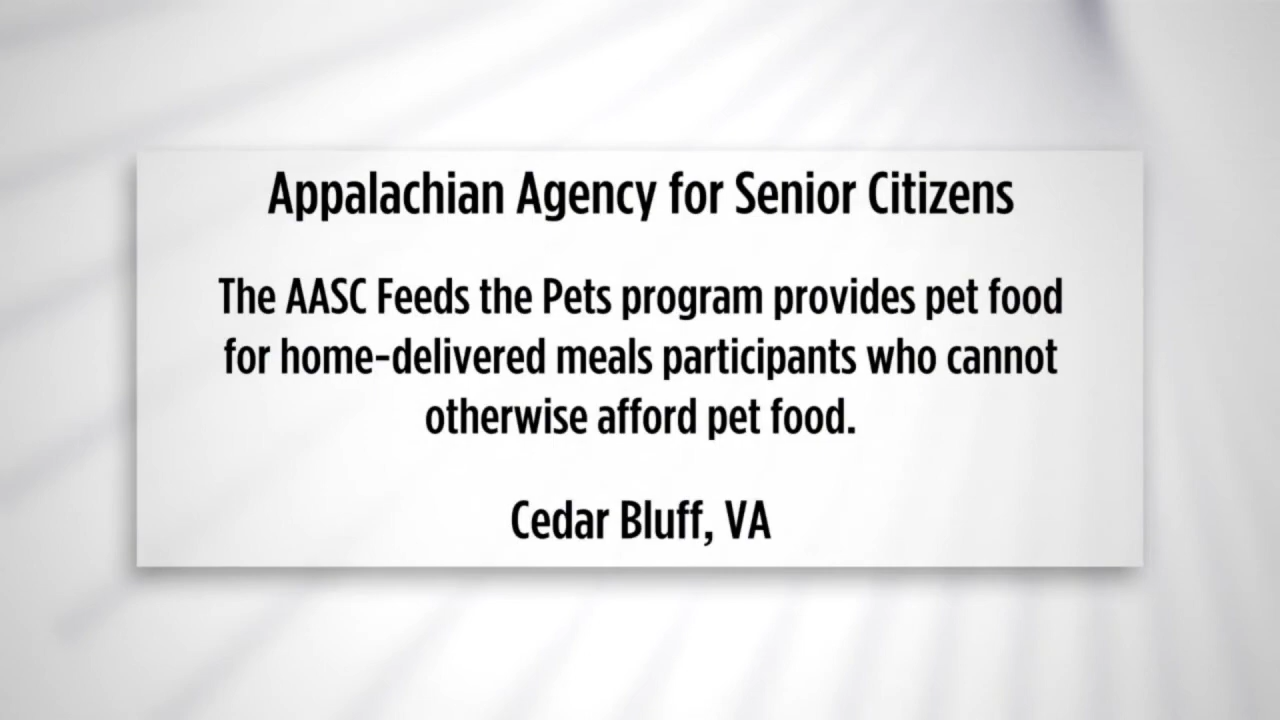 Appalachian Agency for Senior Citizens
The AASC Feeds the Pets program provides pet food
for home-delivered meals participants who cannot
otherwise afford pet food.
Cedar Bluff, VA